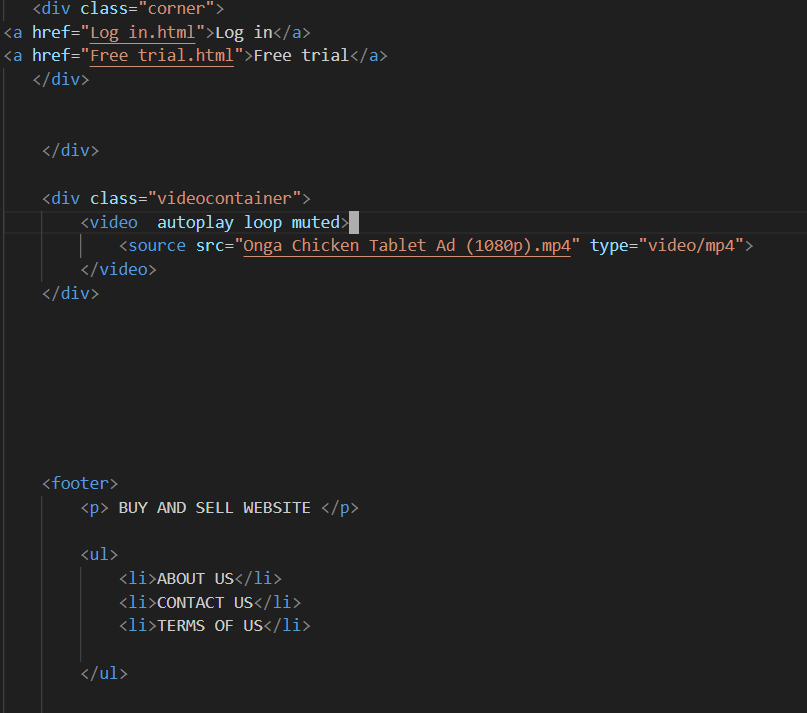 <div class="corner">
<a href="Log in.html">Log in</a>
<a href="Free trial.html">Free trial</a>
</div>
</div>
<div class="videocontainer">
<video  autoplay loop muted>
<source src="Onga Chicken Tablet Ad (1080p).mp4" type="video/mp4">
</video>
</div>
<footer>
<p> BUY AND SELL WEBSITE </p>
<ul>
<li>ABOUT US</li>
<li>CONTACT US</li>
<li>TERMS OF US</li>
</ul>